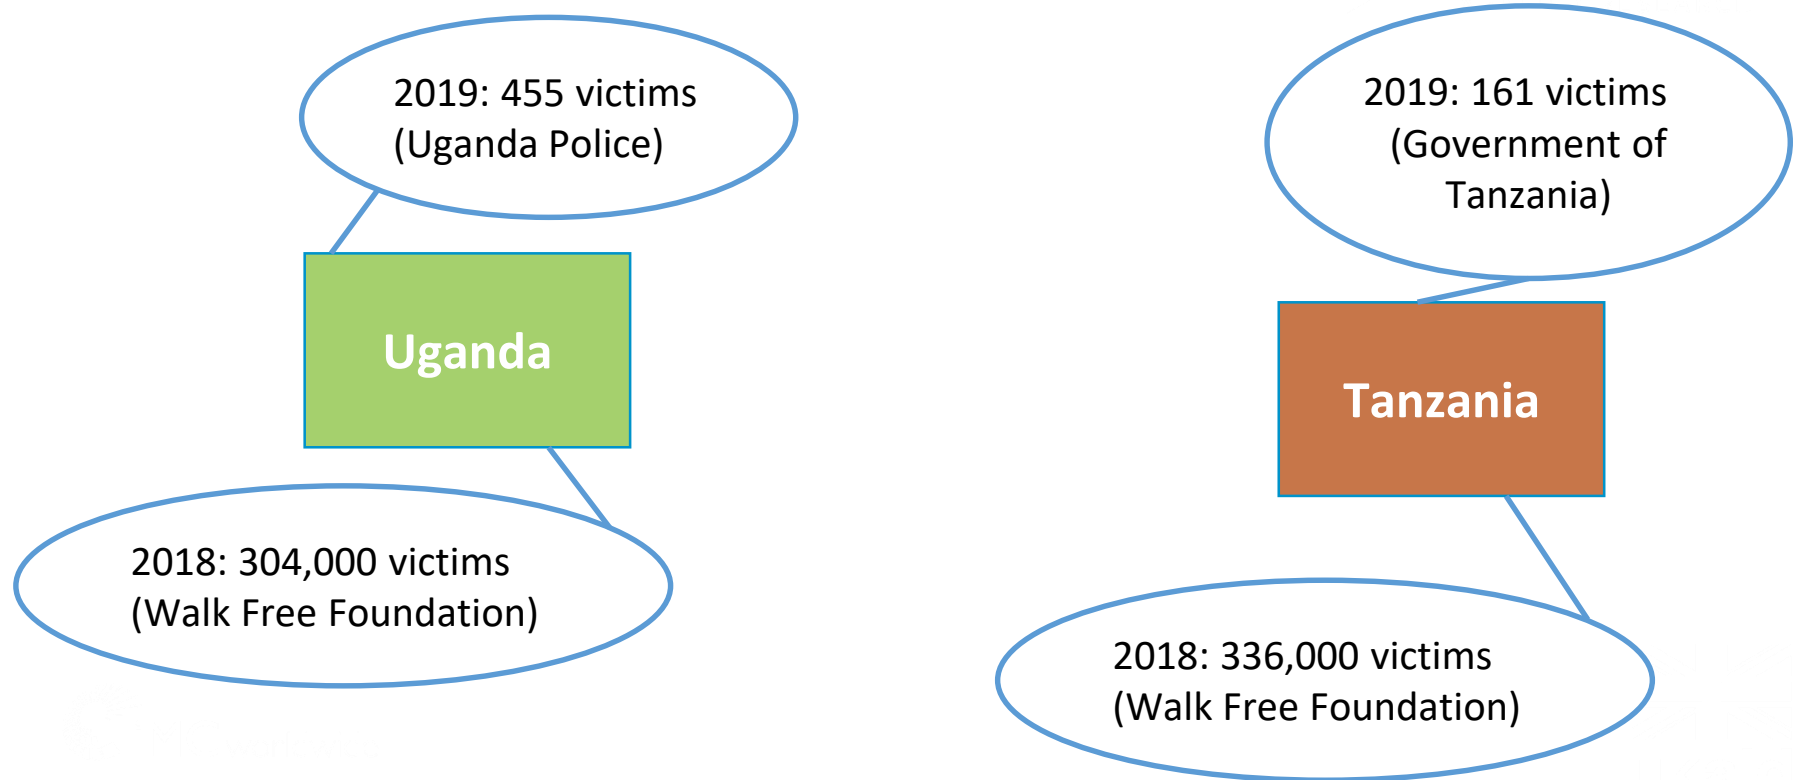 2019: 455 victims
(Uganda Police)
Uganda
2018: 304,000 victims
(Walk Free Foundation)
2019: 161 victims
(Government of
Tanzania)
Tanzania
2018: 336,000 victims
(Walk Free Foundation)